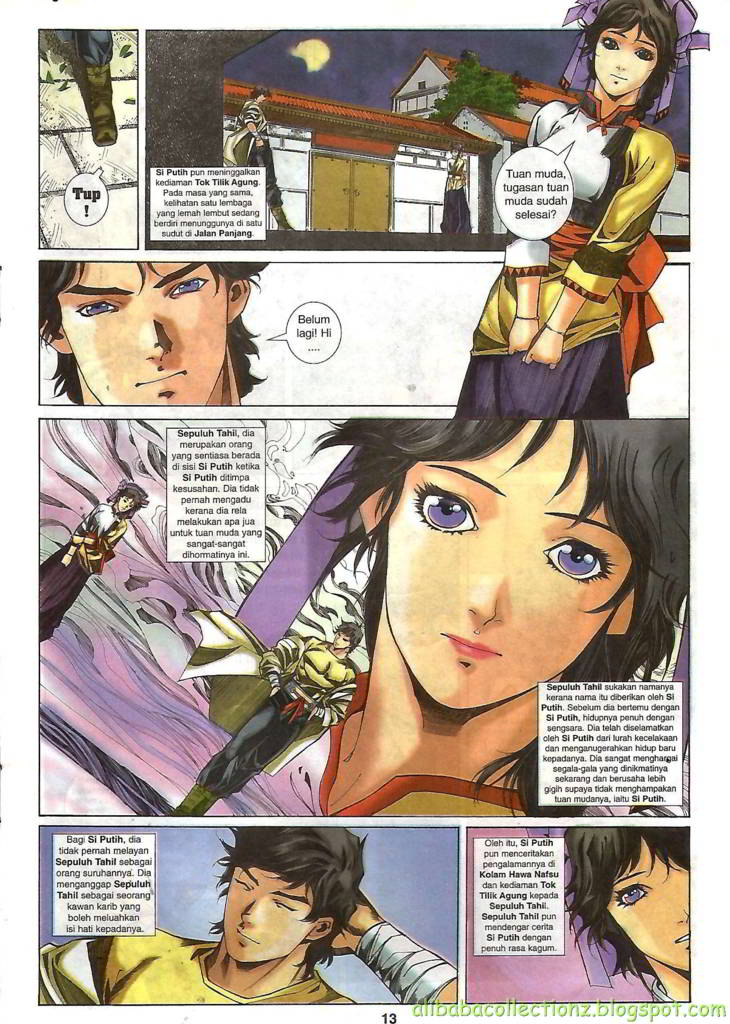 Tup
!
Si Putih pun meninggalkan
kediaman Tok Tilik Agung.
Pada masa yang sama,
kelihatan satu lembaga
yang lemah lembut sedang
berdiri menunggunya di satu
sudut di Jalan Panjang.
Tuan muda,
tugasan tuan
muda sudah
selesai?
Belum
lagi! Hi
....
Sepuluh Tahil, dia
merupakan orang
yang sentiasa berada
di sisi Si Putih ketika
Si Putih ditimpa
kesusahan. Dia tidak
pernah mengadu
kerana dia rela
melakukan apa jua
untuk tuan muda yang
sangat-sangat
dihormatinya ini.
Sepuluh Tahil sukakan namanya
kerana nama itu diberikan oleh Si
Putih. Sebelum dia bertemu dengan
Si Putih, hidupnya penuh dengan
sengsara. Dia telah diselamatkan
oleh Si Putih dari lurah kecelakaan
dan menganugerahkan hidup baru
kepadanya. Dia sangat menghargai
segala-gala yang dinikmatinya
sekarang dan berusaha lebih
gigih supaya tidak menghampakan
tuan mudanya, iaitu Si Putih.
Bagi Si Putih, dia
tidak pernah melayan
Sepuluh Tahil sebagai
orang suruhannya. Dia
menganggap Sepuluh
Tahil sebagai seorang
kawan karib yang
boleh meluahkan
isi hati kepadanya.
Oleh itu, Si Putih
pun menceritakan
pengalamannya di
Kolam Hawa Nafsu
dan kediaman Tok
Tilik Agung kepada
Sepuluh Tahil.
Sepuluh Tahil pun
mendengar cerita
Si Putih dengan
penuh rasa kagum.
13
alibabacollectionz.blogspot.com